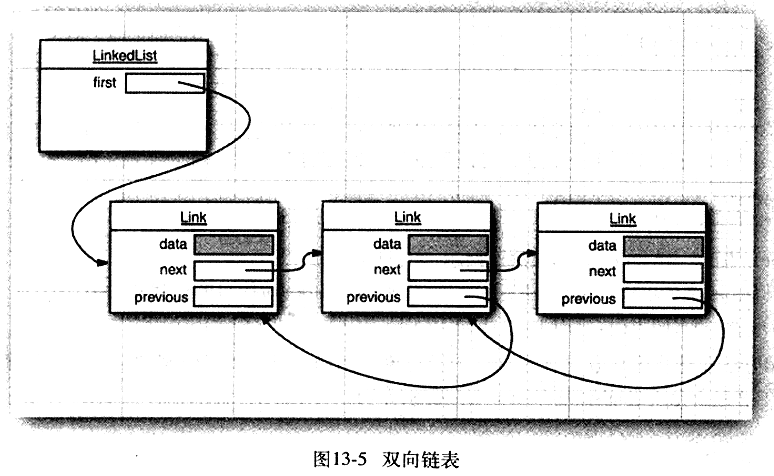 LinkedList
first
Link
data
next
previous
Link
data
next
previous
Link
data
next
previous
图13-5 双向链表